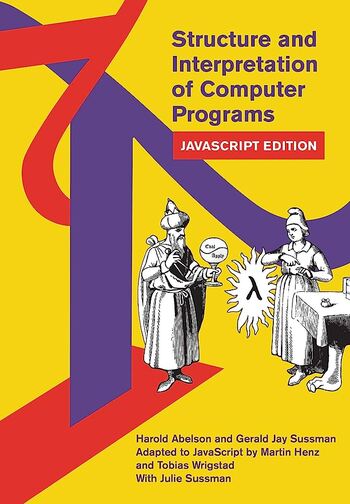 Structure and
Interpretation
of Computer
Programs
JAVASCRIPT EDITION
Eval
Apply
λ
Harold Abelson and Gerald Jay Sussman
Adapted to JavaScript by Martin Henz
and Tobias Wrigstad
With Julie Sussman